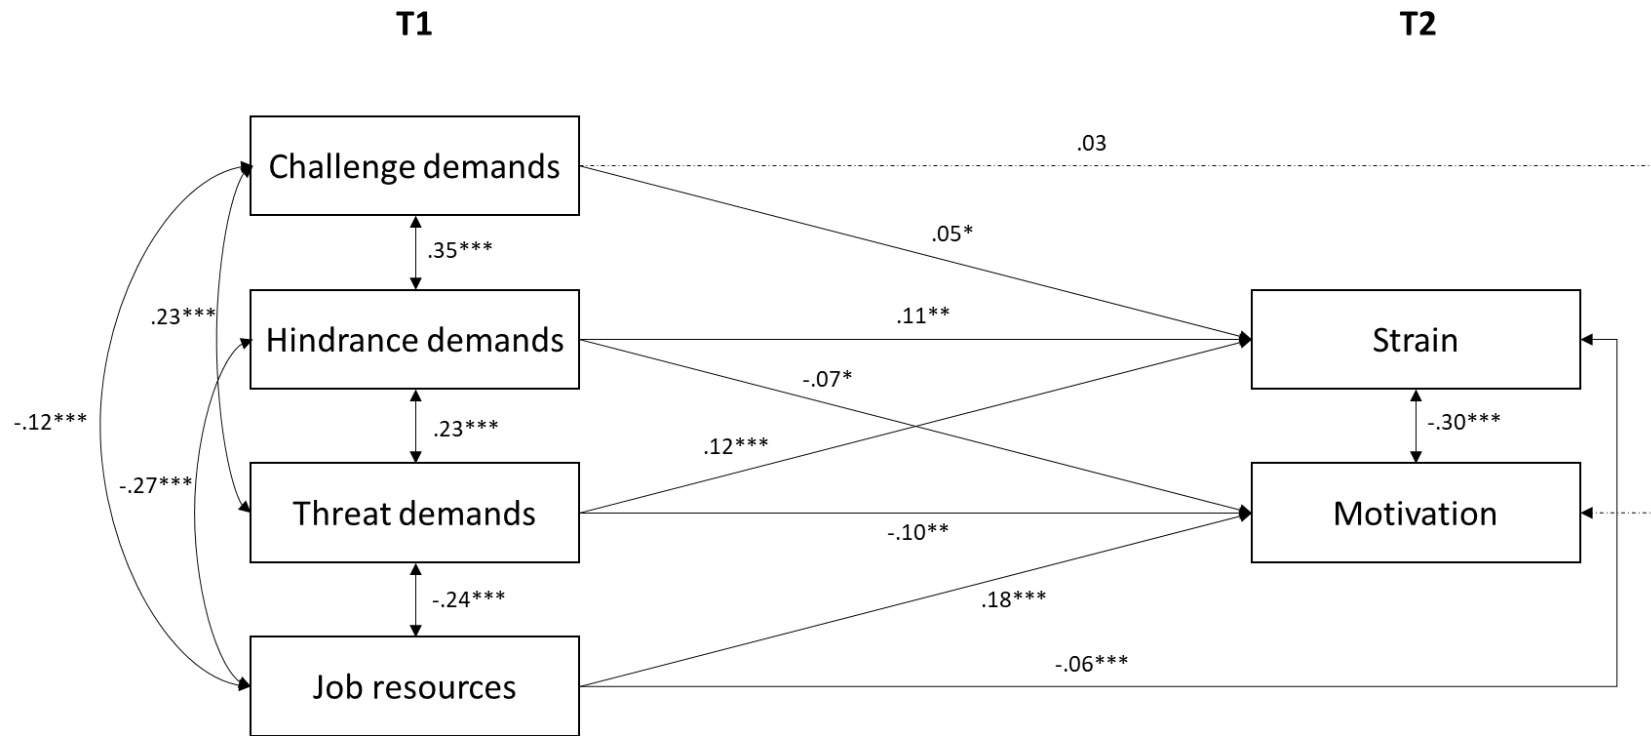 T1
T2
Challenge demands
.03
.05*
.35***
.23***
Hindrance demands
.11**
Strain
-.07*
-.12***
.23***
.12***
-.30***
-.27***
Threat demands
-.10**
Motivation
-.24***
.18***
-.06***
Job resources